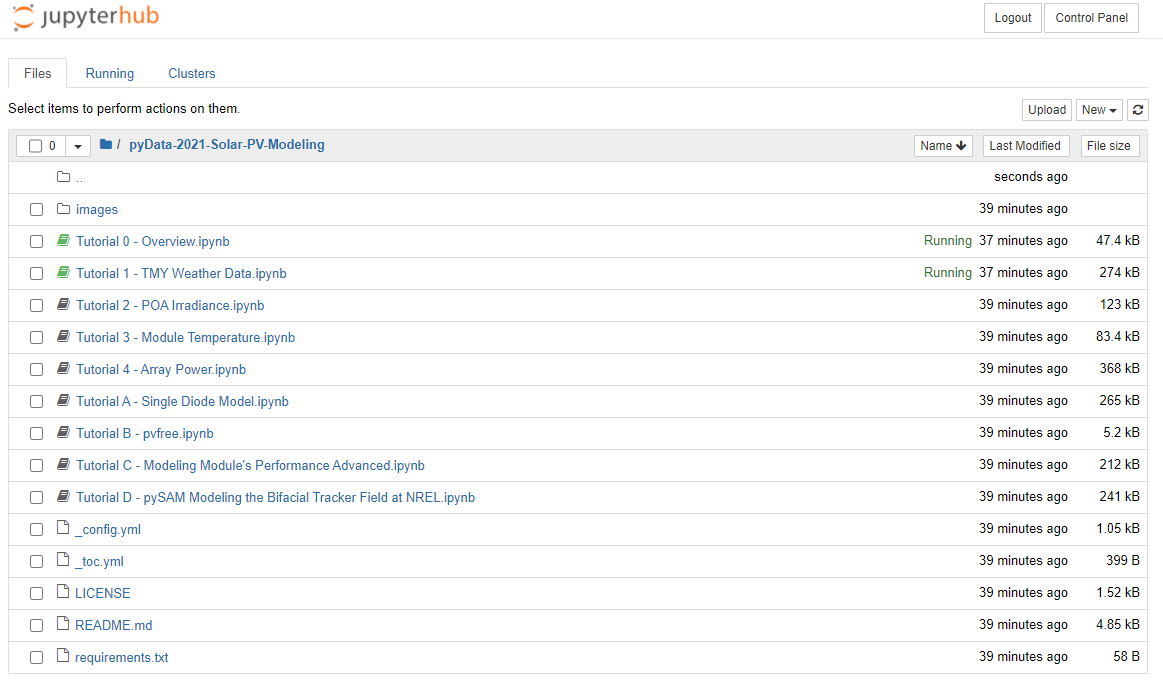 jupyterhub Logout Control Panel
Files Running Clusters
Select items to perform actions on them. Upload New
0 / pyData-2021-Solar-PV-Modeling Name Last Modified File size
.. seconds ago
images 39 minutes ago
Tutorial 0 - Overview.ipynb Running 37 minutes ago 47.4 kB
Tutorial 1 - TMY Weather Data.ipynb Running 37 minutes ago 274 kB
Tutorial 2 - POA Irradiance.ipynb 39 minutes ago 123 kB
Tutorial 3 - Module Temperature.ipynb 39 minutes ago 83.4 kB
Tutorial 4 - Array Power.ipynb 39 minutes ago 368 kB
Tutorial A - Single Diode Model.ipynb 39 minutes ago 265 kB
Tutorial B - pvfree.ipynb 39 minutes ago 5.2 kB
Tutorial C - Modeling Module's Performance Advanced.ipynb 39 minutes ago 212 kB
Tutorial D - pySAM Modeling the Bifacial Tracker Field at NREL.ipynb 39 minutes ago 241 kB
_config.yml 39 minutes ago 1.05 kB
_toc.yml 39 minutes ago 399 B
LICENSE 39 minutes ago 1.52 kB
README.md 39 minutes ago 4.85 kB
requirements.txt 39 minutes ago 58 B